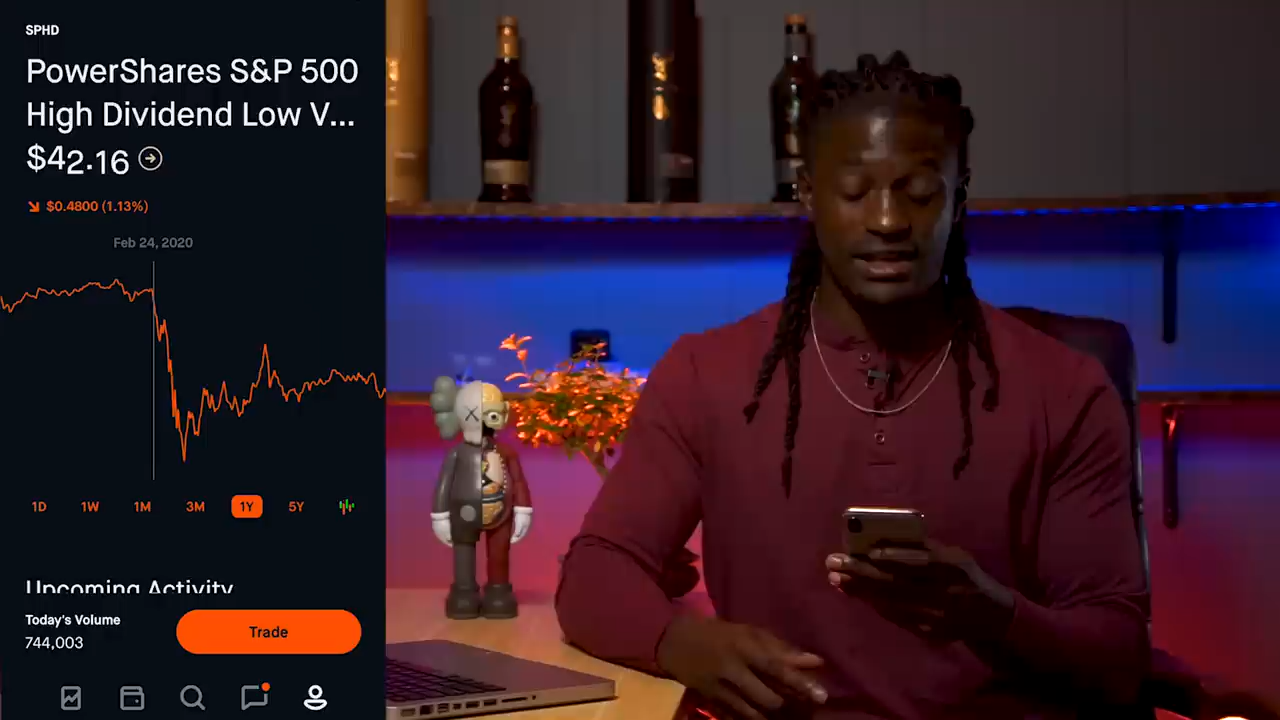 SPHD
PowerShares S&P 500
High Dividend Low V...
$42.16
$0.4800 (1.13%)
Feb 24, 2020
1D 1W 1M 3M 1Y 5Y
Upcoming Activity
Today's Volume
744,003
Trade